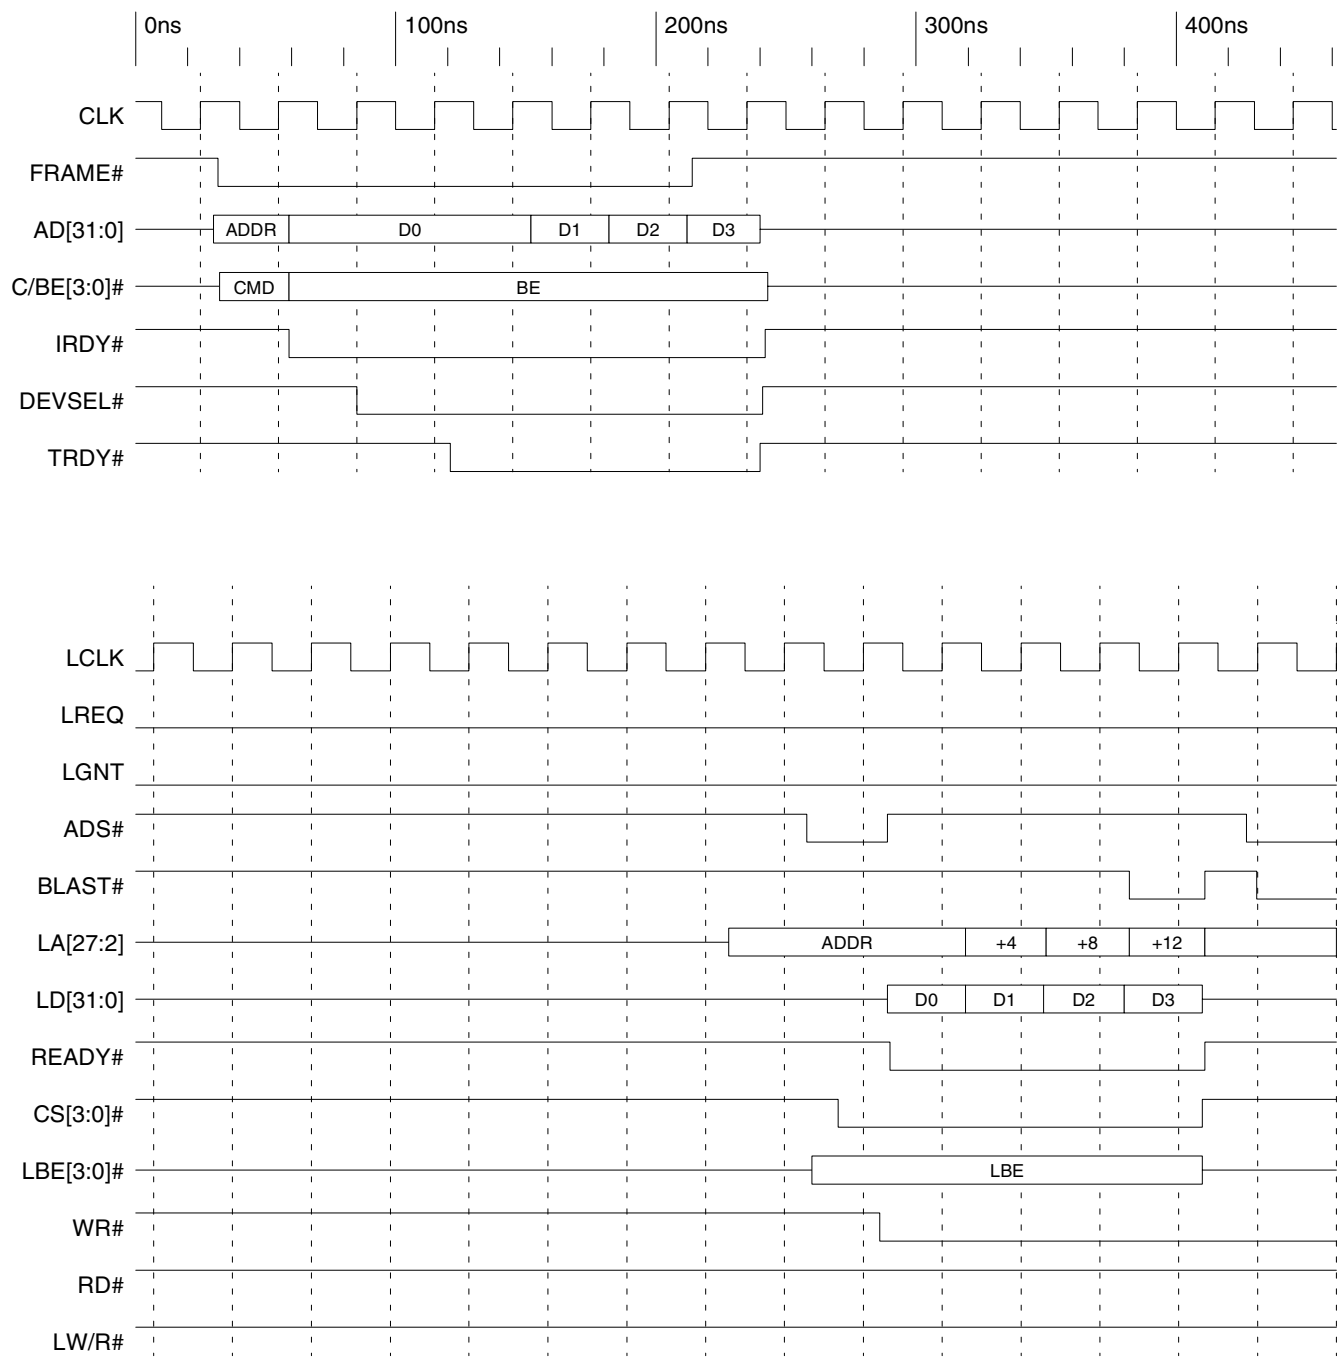 0ns 100ns 200ns 300ns 400ns
CLK
FRAME#
AD[31:0] ADDR D0 D1 D2 D3
C/BE[3:0]# CMD BE
IRDY#
DEVSEL#
TRDY#
LCLK
LREQ
LGNT
ADS#
BLAST#
LA[27:2] ADDR +4 +8 +12
LD[31:0] D0 D1 D2 D3
READY#
CS[3:0]#
LBE[3:0]# LBE
WR#
RD#
LW/R#